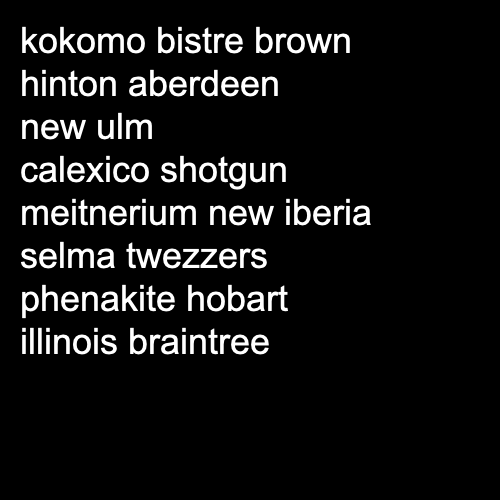 kokomo bistre brown
hinton aberdeen
new ulm
calexico shotgun
meitnerium new iberia
selma twezzers
phenakite hobart
illinois braintree